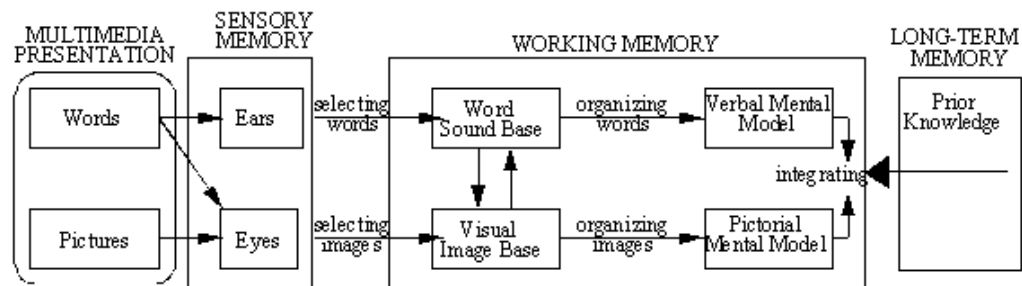 MULTIMEDIA
PRESENTATION
SENSORY
MEMORY
WORKING MEMORY
LONG-TERM
MEMORY
Words
Ears
selecting
words
Word
Sound Base
organizing
words
Verbal Mental
Model
Prior
Knowledge
integrating
Pictures
Eyes
selecting
images
Visual
Image Base
organizing
images
Pictorial
Mental Model